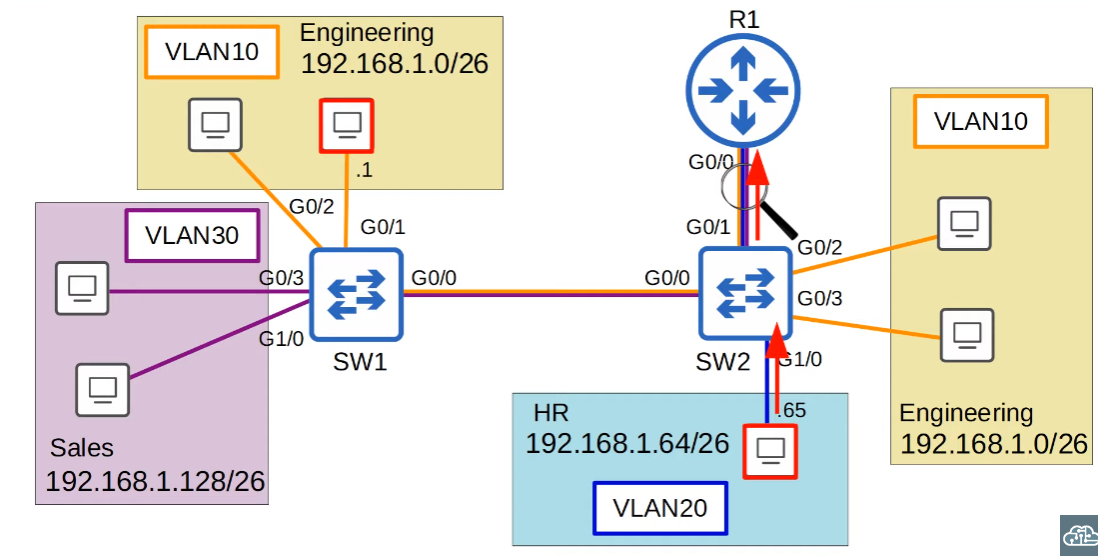 R1
VLAN10
Engineering
192.168.1.0/26
.1
G0/2
G0/1
VLAN30
G0/3
G1/0
G0/0
SW1
Sales
192.168.1.128/26
G0/0
G0/1
G0/0
G0/2
G0/3
SW2
G1/0
HR
192.168.1.64/26
.65
VLAN20
VLAN10
Engineering
192.168.1.0/26